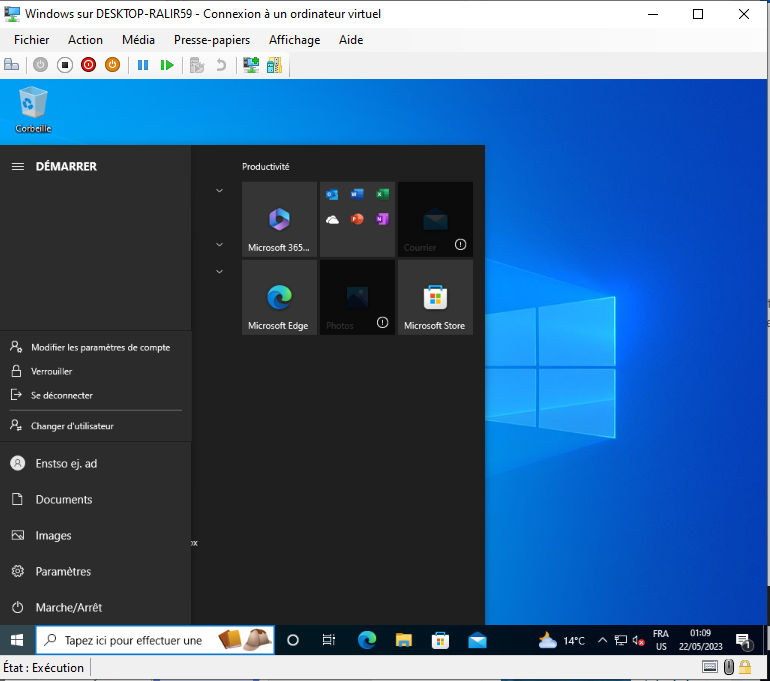 Windows sur DESKTOP-RALIR59 - Connexion à un ordinateur virtuel
Fichier Action Média Presse-papiers Affichage Aide
Corbeille
DÉMARRER
Productivité
Microsoft 365...
Courrier
Microsoft Edge
Photos
Microsoft Store
Modifier les paramètres de compte
Verrouiller
Se déconnecter
Changer d'utilisateur
Enstso ej. ad
Documents
Images
ox
Paramètres
Marche/Arrêt
Tapez ici pour effectuer une
14°C
FRA
US
01:09
22/05/2023
1
État : Exécution